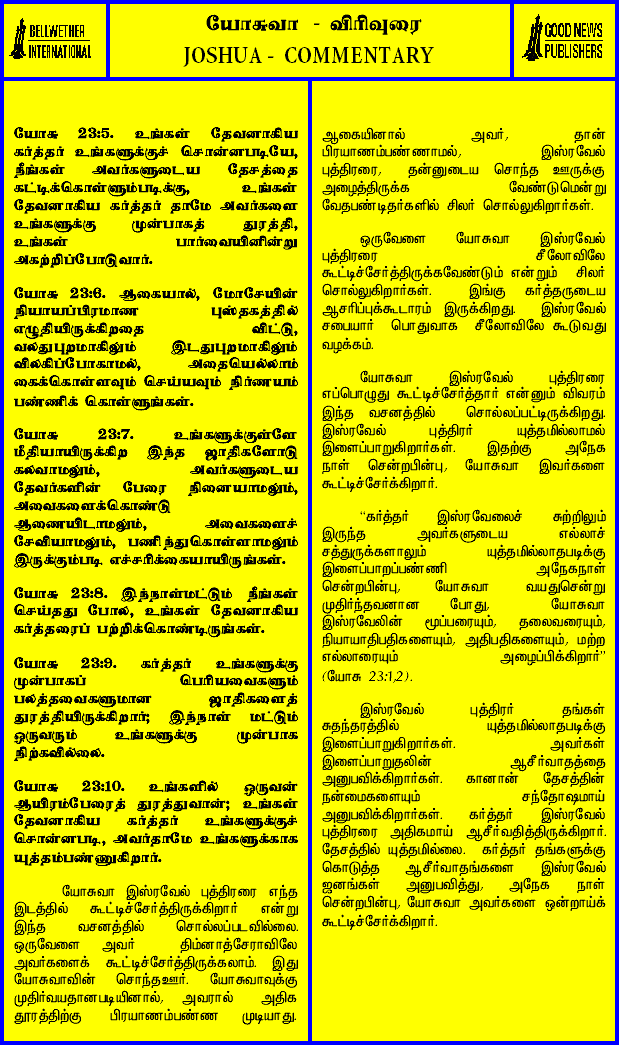 BELLWETHER
INTERNATIONAL
யோசுவா - விரிவுரை
JOSHUA - COMMENTARY
GOOD NEWS
PUBLISHERS
யோசு 23:5. உங்கள் தேவனாகிய
கர்த்தர் உங்களுக்குச் சொன்னபடியே,
நீங்கள் அவர்களுடைய தேசத்தை
கட்டிக்கொள்ளும்படிக்கு, உங்கள்
தேவனாகிய கர்த்தர் தாமே அவர்களை
உங்களுக்கு முன்பாகத் துரத்தி,
உங்கள் பார்வையினின்று
அகற்றிப்போடுவார்.
யோசு 23:6. ஆகையால், மோசேயின்
நியாயப்பிரமாண புஸ்தகத்தில்
எழுதியிருக்கிறதை விட்டு,
வலதுபுறமாகிலும் இடதுபுறமாகிலும்
விலகிப்போகாமல், அதையெல்லாம்
கைக்கொள்ளவும் செய்யவும் நிர்ணயம்
பண்ணிக் கொள்ளுங்கள்.
யோசு 23:7. உங்களுக்குள்ளே
மீதியாயிருக்கிற இந்த ஜாதிகளோடு
கலவாமலும், அவர்களுடைய
தேவர்களின் பேரை நினையாமலும்,
அவைகளைக்கொண்டு
ஆணையிடாமலும், அவைகளைச்
சேவியாமலும், பணிந்துகொள்ளாமலும்
இருக்கும்படி எச்சரிக்கையாயிருங்கள்.
யோசு 23:8. இந்நாள்மட்டும் நீங்கள்
செய்தது போல, உங்கள் தேவனாகிய
கர்த்தரைப் பற்றிக்கொண்டிருங்கள்.
யோசு 23:9. கர்த்தர் உங்களுக்கு
முன்பாகப் பெரியவைகளும்
பலத்தவைகளுமான ஜாதிகளைத்
துரத்தியிருக்கிறார்; இந்நாள் மட்டும்
ஒருவரும் உங்களுக்கு முன்பாக
நிற்கவில்லை.
யோசு 23:10. உங்களில் ஒருவன்
ஆயிரம்பேரைத் துரத்துவான்; உங்கள்
தேவனாகிய கர்த்தர் உங்களுக்குச்
சொன்னபடி, அவர்தாமே உங்களுக்காக
யுத்தம்பண்ணுகிறார்.
யோசுவா இஸ்ரவேல் புத்திரரை எந்த
இடத்தில் கூட்டிச்சேர்த்திருக்கிறார் என்று
இந்த வசனத்தில் சொல்லப்படவில்லை.
ஒருவேளை அவர் திம்னாத்சேராவிலே
அவர்களைக் கூட்டிச்சேர்த்திருக்கலாம். இது
யோசுவாவின் சொந்தஊர். யோசுவாவுக்கு
முதிர்வயதானபடியினால், அவரால் அதிக
தூரத்திற்கு பிரயாணம்பண்ண முடியாது.
ஆகையினால் அவர், தான்
பிரயாணம்பண்ணாமல், இஸ்ரவேல்
புத்திரரை, தன்னுடைய சொந்த ஊருக்கு
அழைத்திருக்க வேண்டுமென்று
வேதபண்டிதர்களில் சிலர் சொல்லுகிறார்கள்.
ஒருவேளை யோசுவா இஸ்ரவேல்
புத்திரரை சீலோவிலே
கூட்டிச்சேர்த்திருக்கவேண்டும் என்றும் சிலர்
சொல்லுகிறார்கள். இங்கு கர்த்தருடைய
ஆசரிப்புக்கூடாரம் இருக்கிறது. இஸ்ரவேல்
சபையார் பொதுவாக சீலோவிலே கூடுவது
வழக்கம்.
யோசுவா இஸ்ரவேல் புத்திரரை
எப்பொழுது கூட்டிச்சேர்த்தார் என்னும் விவரம்
இந்த வசனத்தில் சொல்லப்பட்டிருக்கிறது.
இஸ்ரவேல் புத்திரர் யுத்தமில்லாமல்
இளைப்பாறுகிறார்கள். இதற்கு அநேக
நாள் சென்றபின்பு, யோசுவா இவர்களை
கூட்டிச்சேர்க்கிறார்.
"கர்த்தர் இஸ்ரவேலைச் சுற்றிலும்
இருந்த அவர்களுடைய எல்லாச்
சத்துருக்களாலும் யுத்தமில்லாதபடிக்கு
இளைப்பாறப்பண்ணி அநேகநாள்
சென்றபின்பு, யோசுவா வயதுசென்று
முதிர்ந்தவனான போது, யோசுவா
இஸ்ரவேலின் மூப்பரையும், தலைவரையும்,
நியாயாதிபதிகளையும், அதிபதிகளையும், மற்ற
எல்லாரையும் அழைப்பிக்கிறார்"
(யோசு 23:1,2).
இஸ்ரவேல் புத்திரர் தங்கள்
சுதந்தரத்தில் யுத்தமில்லாதபடிக்கு
இளைப்பாறுகிறார்கள். அவர்கள்
இளைப்பாறுதலின் ஆசீர்வாதத்தை
அனுபவிக்கிறார்கள். கானான் தேசத்தின்
நன்மைகளையும் சந்தோஷமாய்
அனுபவிக்கிறார்கள். கர்த்தர் இஸ்ரவேல்
புத்திரரை அதிகமாய் ஆசீர்வதித்திருக்கிறார்.
தேசத்தில் யுத்தமில்லை. கர்த்தர் தங்களுக்கு
கொடுத்த ஆசீர்வாதங்களை இஸ்ரவேல்
ஜனங்கள் அனுபவித்து, அநேக நாள்
சென்றபின்பு, யோசுவா அவர்களை ஒன்றாய்க்
கூட்டிச்சேர்க்கிறார்.